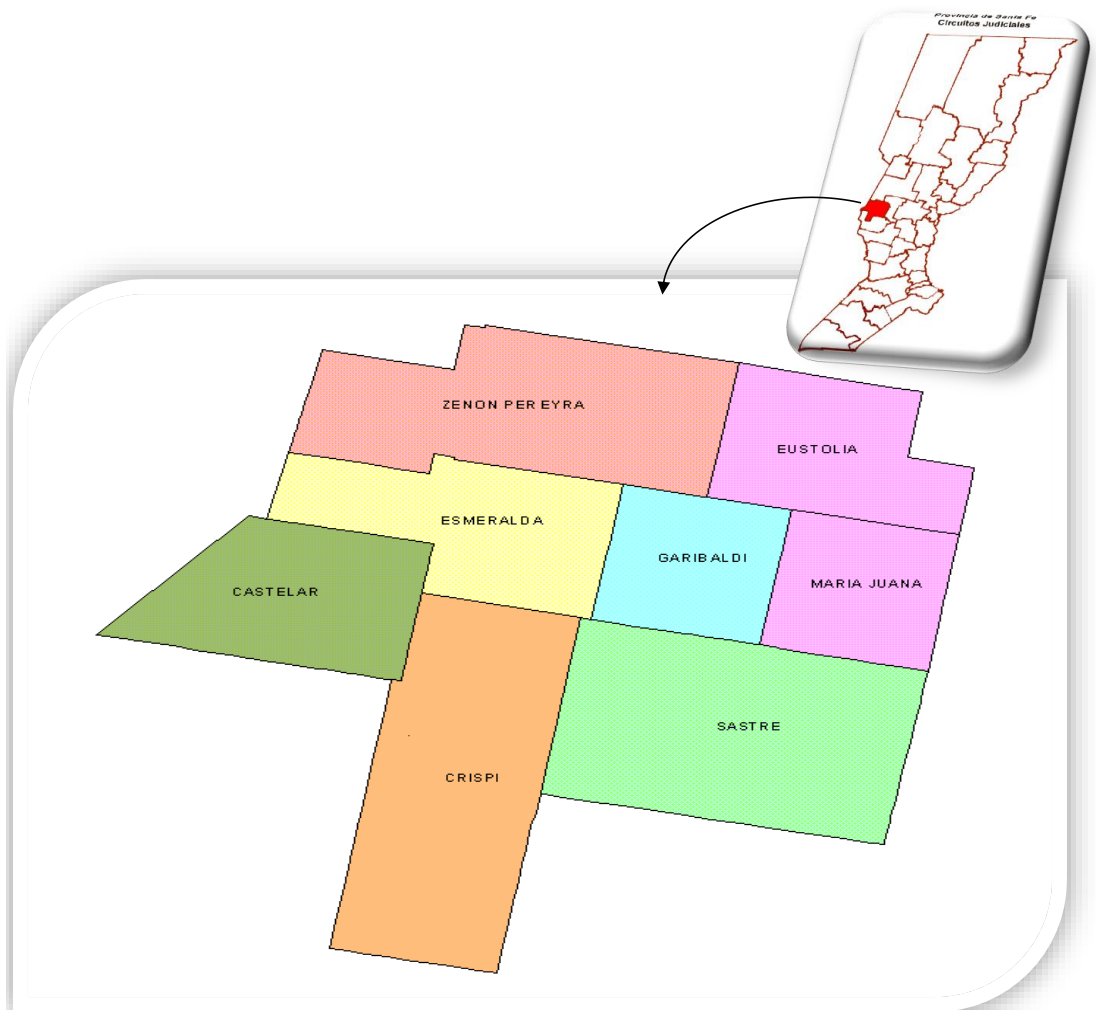 Provincia de Santa Fe
Circuitos Judiciales
ZENON PEREYRA
EUSTOLIA
ESMERALDA
GARIBALDI
MARIA JUANA
CASTELAR
SASTRE
CRISPI